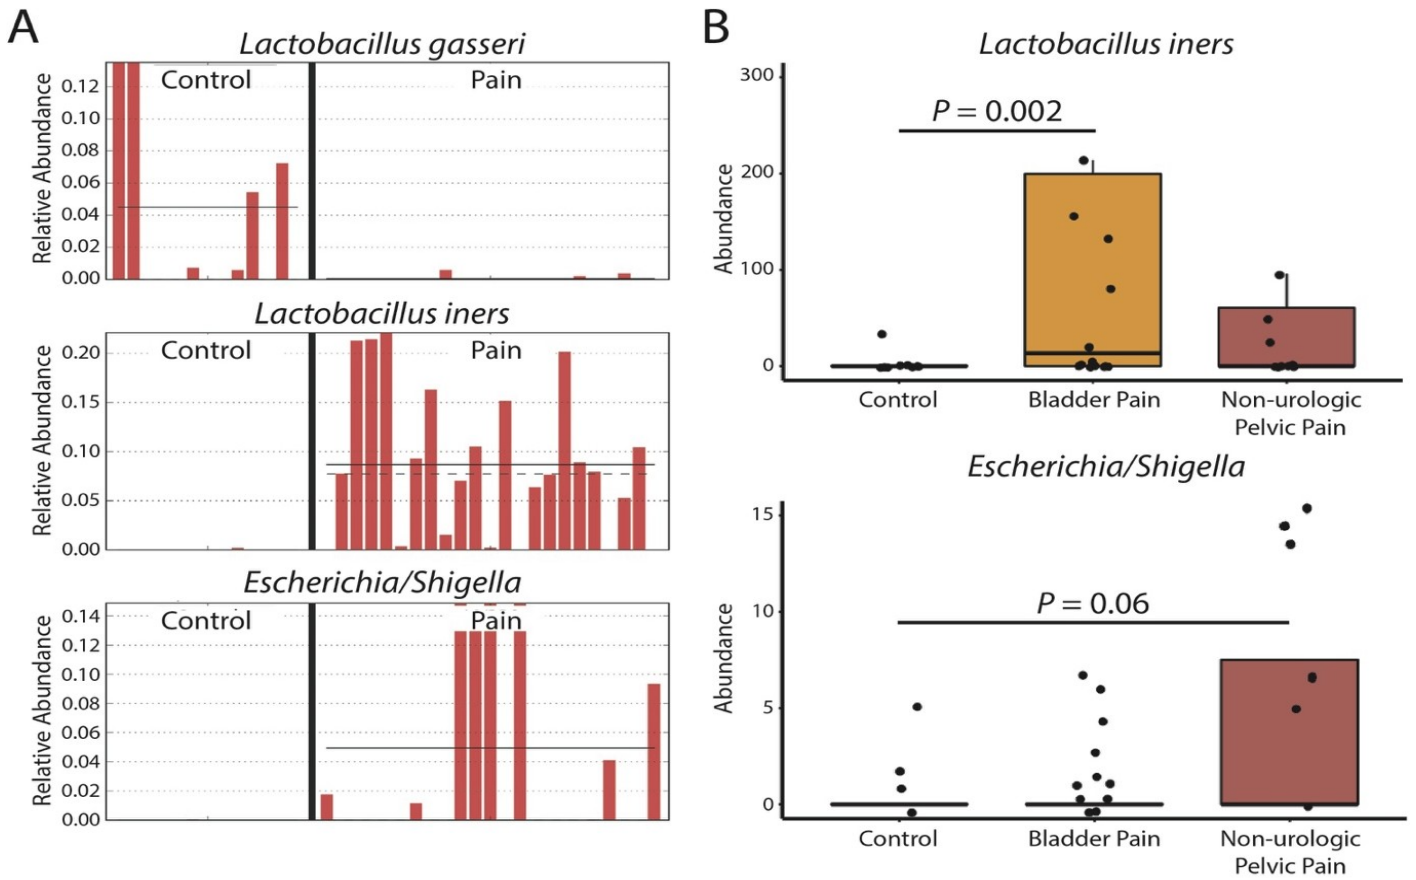 A
Lactobacillus gasseri
Control
Pain
Relative Abundance
0.12
0.10
0.08
0.06
0.04
0.02
0.00
Lactobacillus iners
Control
Pain
Relative Abundance
0.20
0.15
0.10
0.05
0.00
Escherichia/Shigella
Control
Pain
Relative Abundance
0.14
0.12
0.10
0.08
0.06
0.04
0.02
0.00
B
Lactobacillus iners
P = 0.002
Abundance
300
200
100
0
Control
Bladder Pain
Non-urologic
Pelvic Pain
Escherichia/Shigella
P = 0.06
Abundance
15
10
5
0
Control
Bladder Pain
Non-urologic
Pelvic Pain